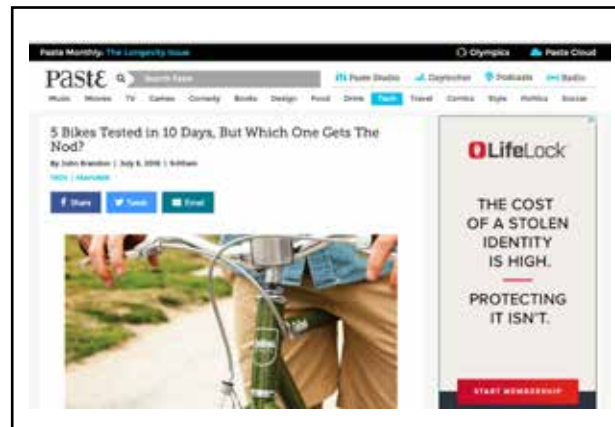 Paste Monthly: The Longevity Issue
Olympics
Paste Cloud
PasTE
Search Paste
Paste Studio
Daytrotter
Podcasts
Radio
Music Movies TV Games Comedy Books Design Food Drink Tech Travel Comics Style Politics Soccer
5 Bikes Tested in 10 Days, But Which One Gets The
Nod?
By John Brandon | July 6, 2016 | 9:00am
TECH | FEATURES
Share
Tweet
Email
LifeLock
THE COST
OF A STOLEN
IDENTITY
IS HIGH.
PROTECTING
IT ISN'T.
START MEMBERSHIP